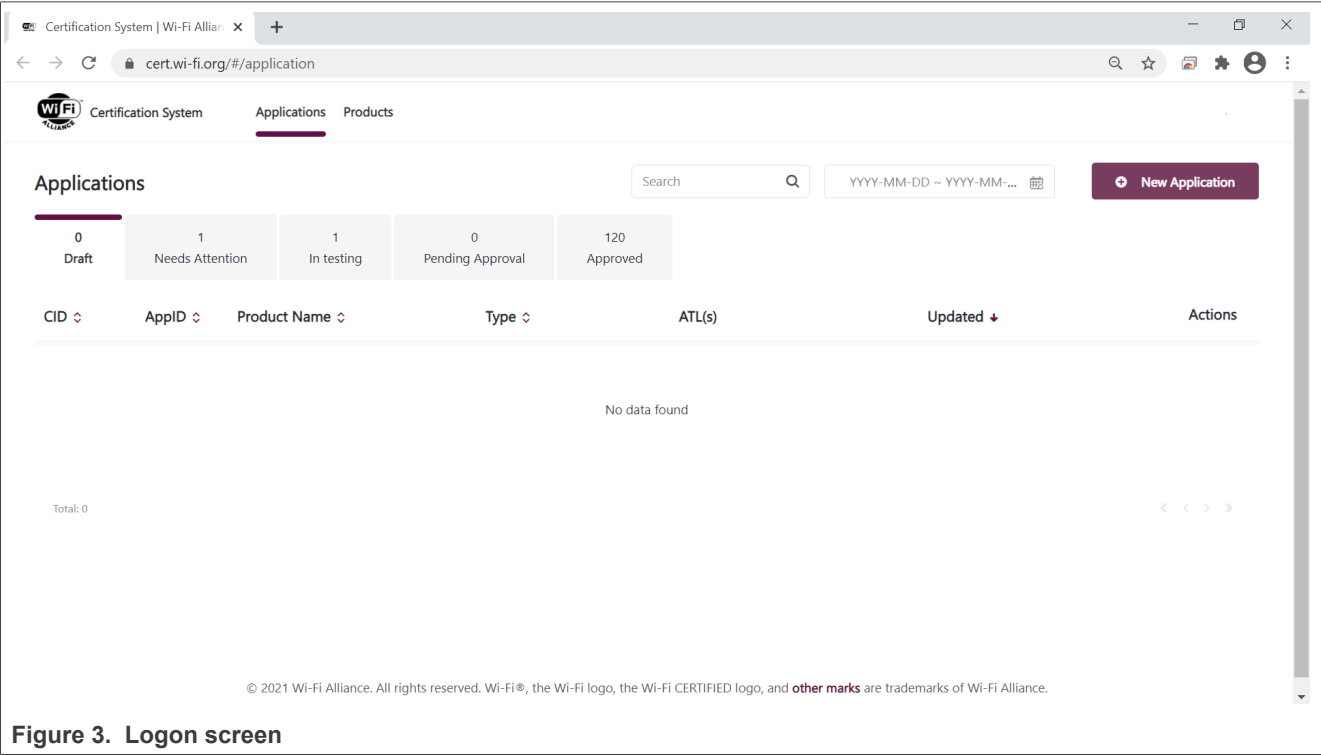 Certification System | Wi-Fi Allian
cert.wi-fi.org/#/application
Wi Fi ALLIANCE Certification System Applications Products
Applications Search YYYY-MM-DD ~ YYYY-MM-... New Application
0 1 1 0 120
Draft Needs Attention In testing Pending Approval Approved
CID AppID Product Name Type ATL(s) Updated Actions
No data found
Total: 0
© 2021 Wi-Fi Alliance. All rights reserved. Wi-Fi®, the Wi-Fi logo, the Wi-Fi CERTIFIED logo, and other marks are trademarks of Wi-Fi Alliance.
Figure 3. Logon screen